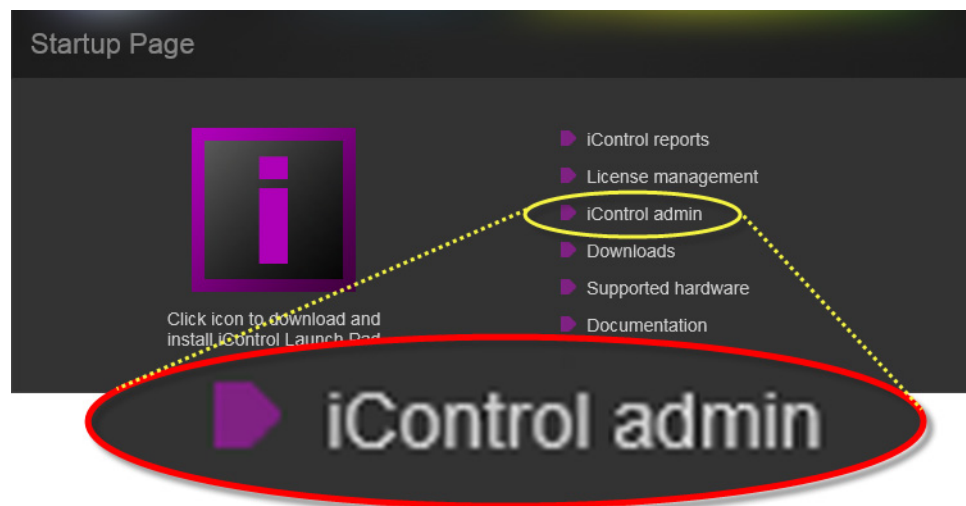 Startup Page
iControl reports
License management
iControl admin
Downloads
Supported hardware
Documentation
Click icon to download and
install iControl Launch Pad
iControl admin